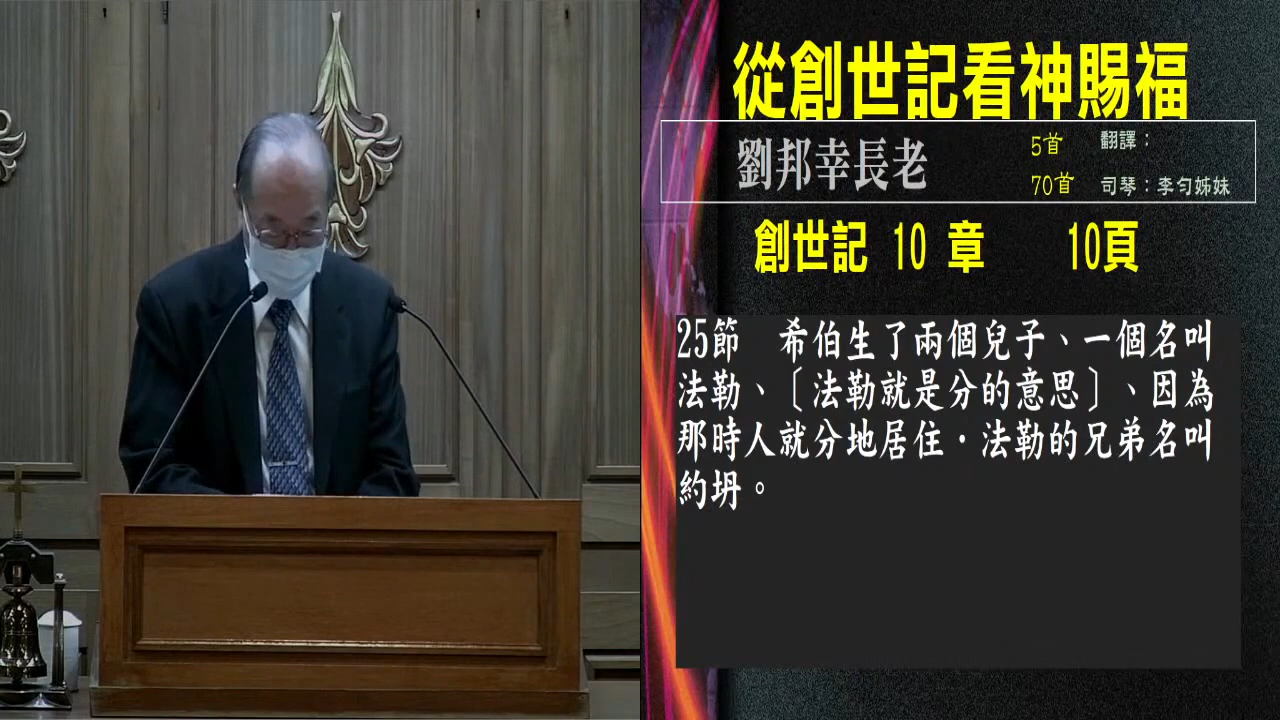 從創世記看神賜福
劉邦幸長老
5首
翻譯：
70首
司琴：李勻姊妹
創世記 10 章 10頁
25節 希伯生了兩個兒子、一個名叫
法勒、〔法勒就是分的意思〕、因為
那時人就分地居住．法勒的兄弟名叫
約坍。